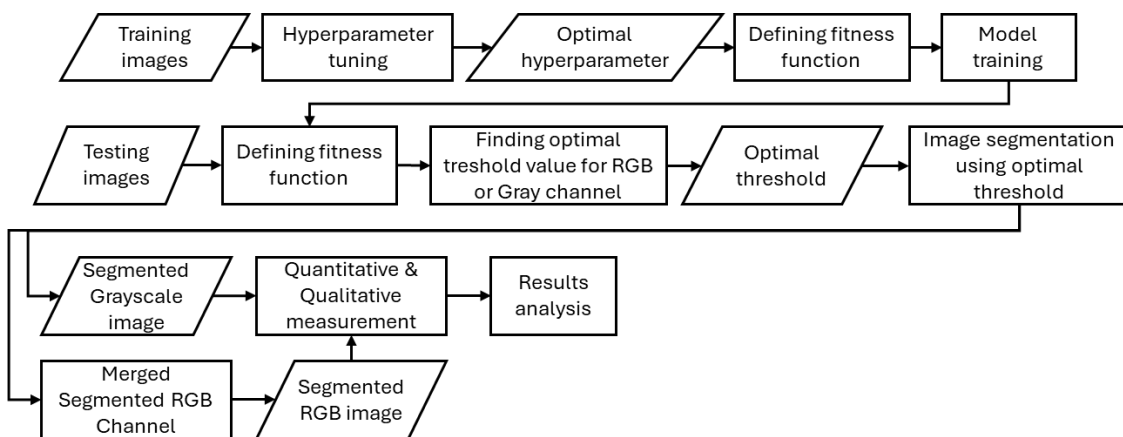 Training
images
Hyperparameter
tuning
Optimal
hyperparameter
Defining fitness
function
Model
training
Testing
images
Defining fitness
function
Finding optimal
treshold value for RGB
or Gray channel
Optimal
threshold
Image segmentation
using optimal
threshold
Segmented
Grayscale
image
Quantitative &
Qualitative
measurement
Results
analysis
Merged
Segmented RGB
Channel
Segmented
RGB image